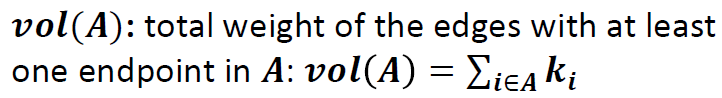 vol(A): total weight of the edges with at least
one endpoint in A: vol(A) = ∑i∈A ki